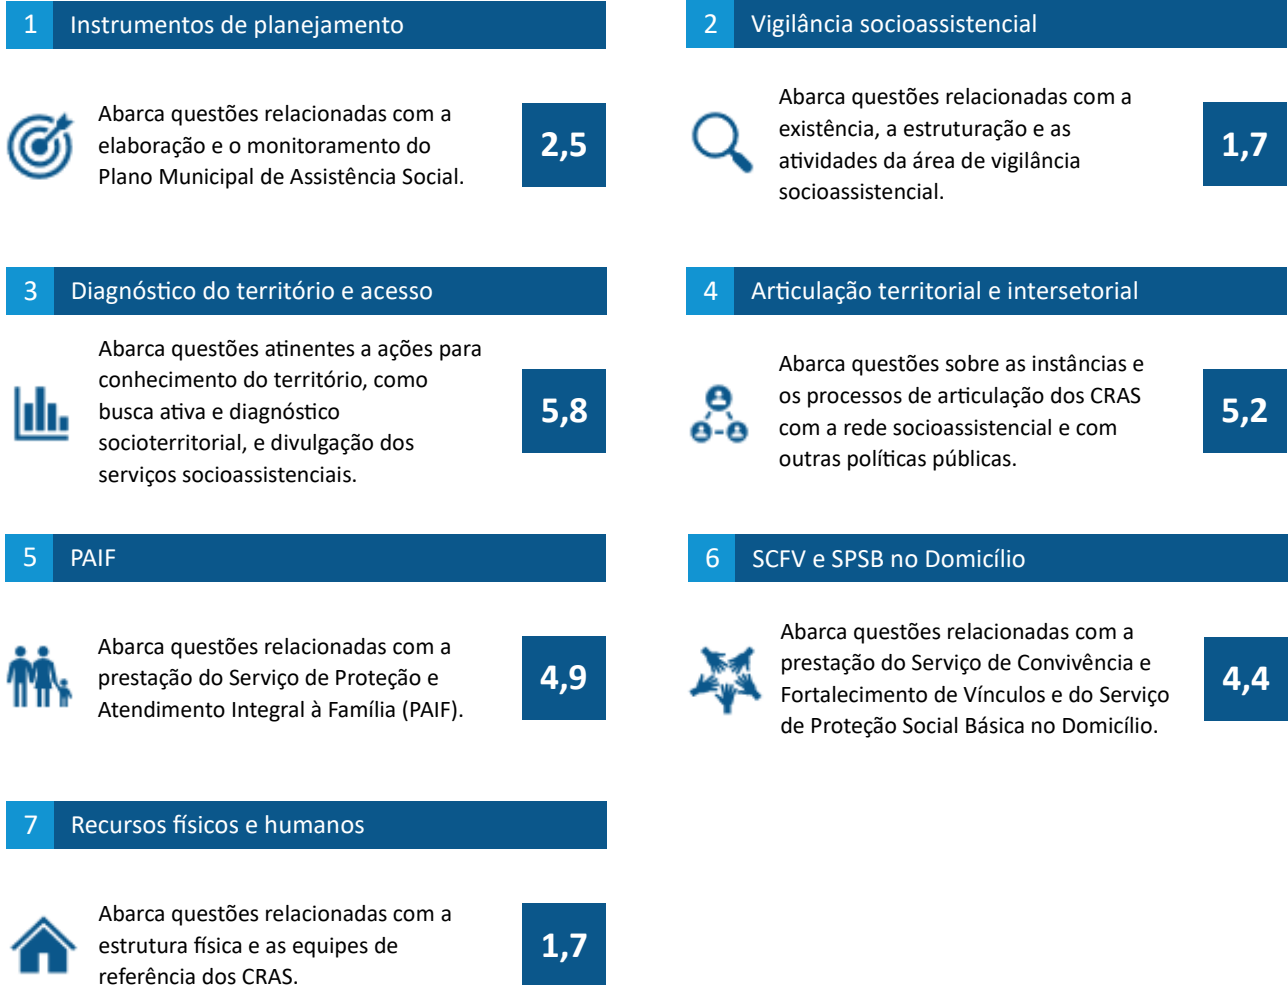 1 Instrumentos de planejamento
Abarca questões relacionadas com a
elaboração e o monitoramento do
Plano Municipal de Assistência Social.
2,5
2 Vigilância socioassistencial
Abarca questões relacionadas com a
existência, a estruturação e as
atividades da área de vigilância
socioassistencial.
1,7
3 Diagnóstico do território e acesso
Abarca questões atinentes a ações para
conhecimento do território, como
busca ativa e diagnóstico
socioterritorial, e divulgação dos
serviços socioassistenciais.
5,8
4 Articulação territorial e intersetorial
Abarca questões sobre as instâncias e
os processos de articulação dos CRAS
com a rede socioassistencial e com
outras políticas públicas.
5,2
5 PAIF
Abarca questões relacionadas com a
prestação do Serviço de Proteção e
Atendimento Integral à Família (PAIF).
4,9
6 SCFV e SPSB no Domicílio
Abarca questões relacionadas com a
prestação do Serviço de Convivência e
Fortalecimento de Vínculos e do Serviço
de Proteção Social Básica no Domicílio.
4,4
7 Recursos físicos e humanos
Abarca questões relacionadas com a
estrutura física e as equipes de
referência dos CRAS.
1,7